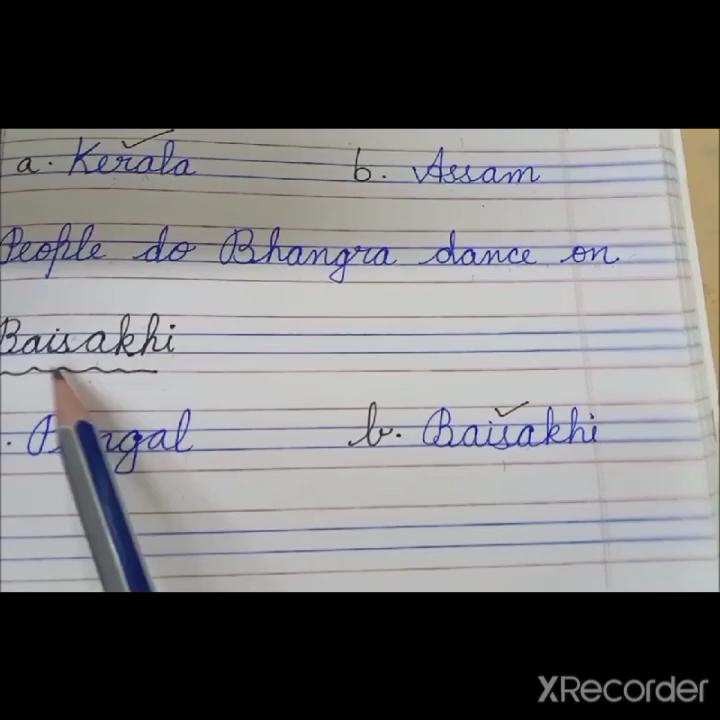 a. Kerala b. Assam
People do Bhangra dance on
Baisakhi
. b. Baisakhi
XRecorder